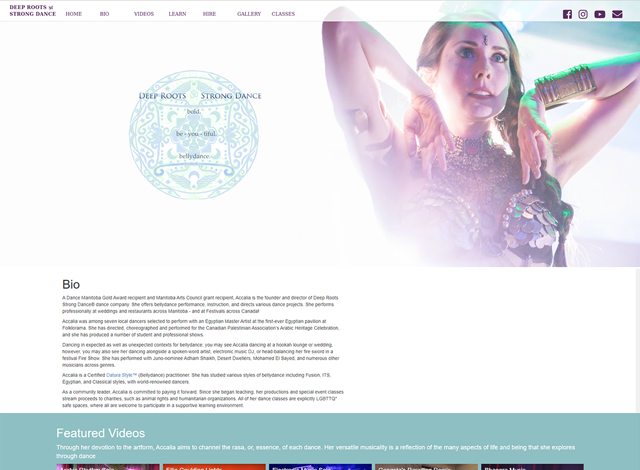 DEEP ROOTS
STRONG DANCE
HOME BIO VIDEOS LEARN HIRE GALLERY CLASSES
DEEP ROOTS STRONG DANCE
bold.
be · you · tiful.
bellydance
Bio
A Dance Manitoba Gold Award recipient and Manitoba Arts Council grant recipient, Accalia is the founder and director of Deep Roots
Strong Dance© dance company. She offers bellydance performance, instruction, and directs various dance projects. She performs
professionally at weddings and restaurants across Manitoba - and at Festivals across Canada!
Accalia was among seven local dancers selected to perform with an Egyptian Master Artist at the first-ever Egyptian pavilion at
Folklorama. She has directed, choreographed and performed for the Canadian Palestinian Association's Arabic Heritage Celebration,
and she has produced a number of student and professional shows.
Dancing in expected as well as unexpected contexts for bellydance, you may see Accalia dancing at a hookah lounge or wedding,
however, you may also see her dancing alongside a spoken-word artist, electronic music DJ, or head-balancing her fire sword in a
festival Fire Show. She has performed with Juno-nominee Adham Shaikh, Desert Dwellers, Mohamed El Sayed, and numerous other
musicians across genres.
Accalia is a Certified Datura Style™ (Bellydance) practitioner. She has studied various styles of bellydance including Fusion, ITS,
Egyptian, and Classical styles, with world-renowned dancers.
As a community leader, Accalia is committed to paying it forward. Since she began teaching, her productions and special event classes
stream proceeds to charities, such as animal rights and humanitarian organizations. All of her dance classes are explicitly LGBTTQ*
safe spaces, where all are welcome to participate in a supportive learning environment.
Featured Videos
Through her devotion to the artform, Accalia aims to channel the rasa, or, essence, of each dance. Her versatile musicality is a reflection of the many aspects of life and being that she explores
through dance.